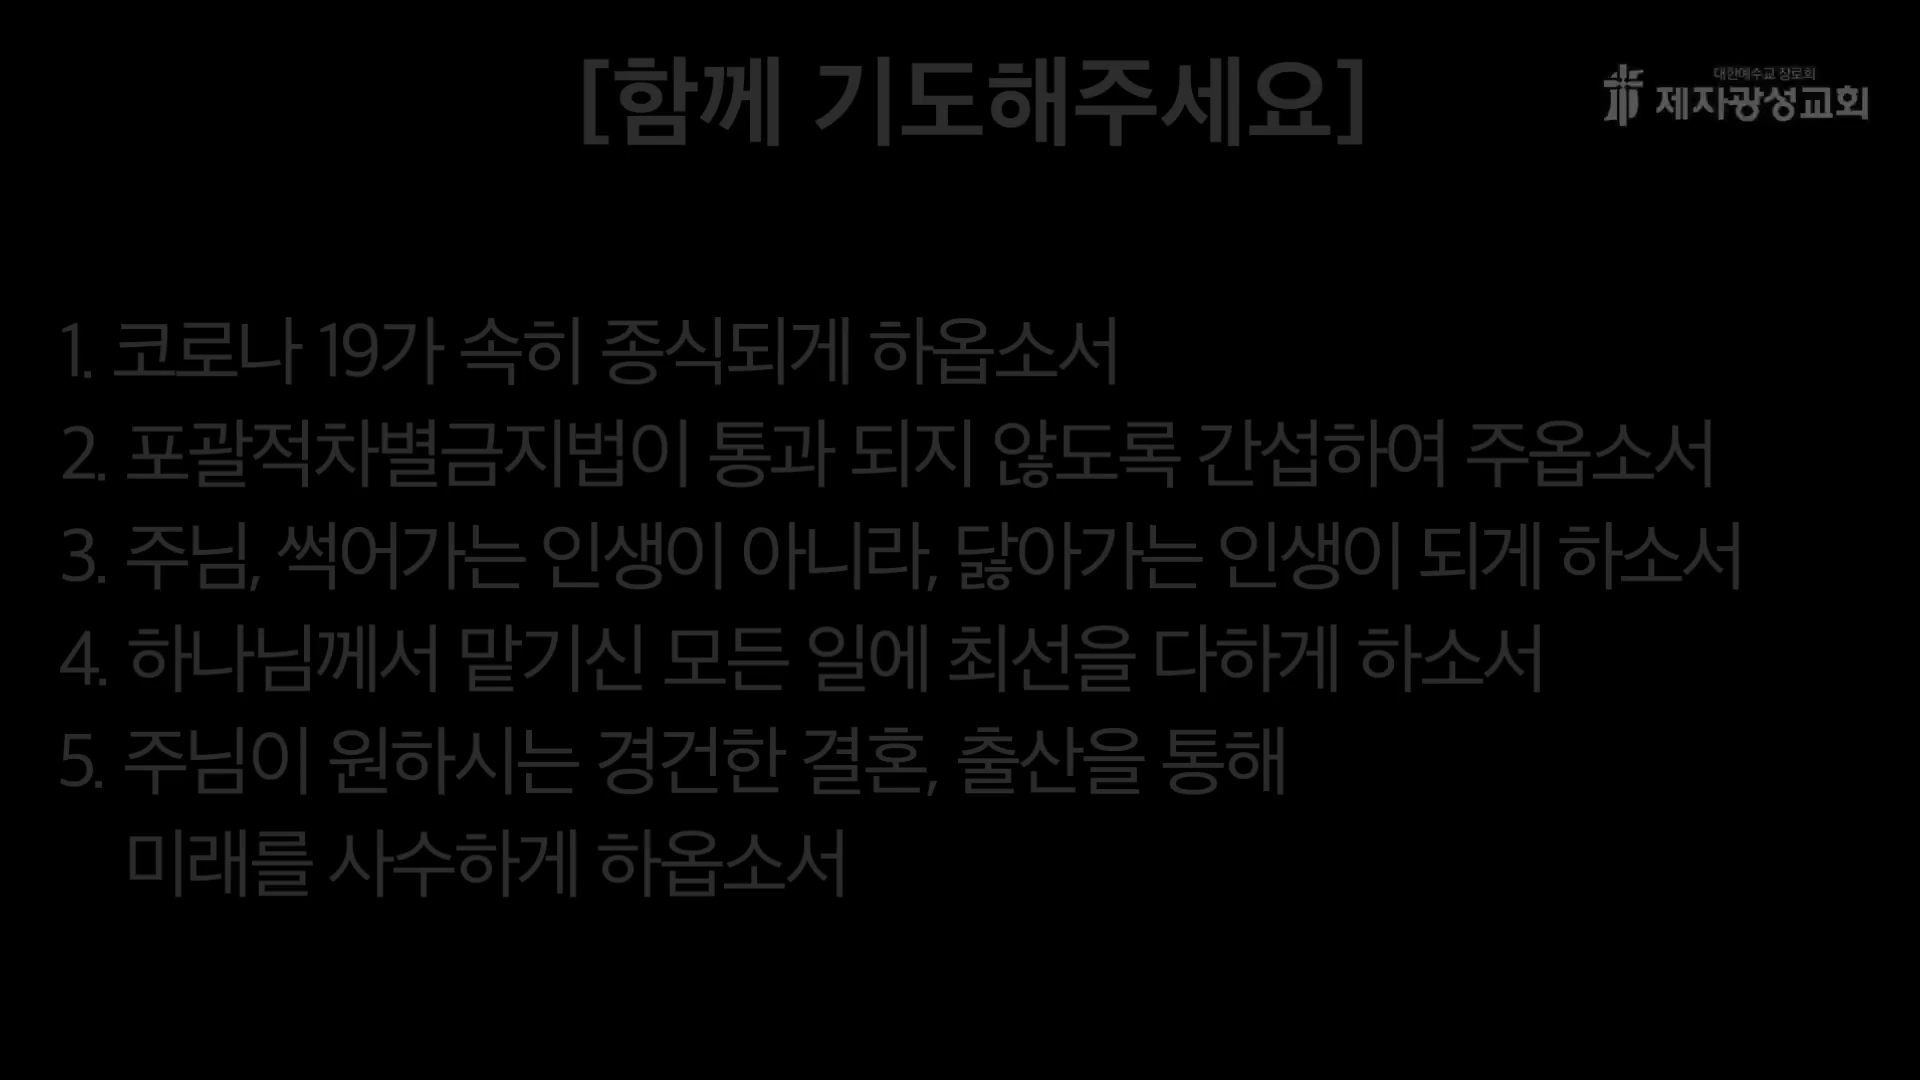 [함께 기도해주세요]
대한예수교 장로회
제자광성교회
1. 코로나 19가 속히 종식되게 하옵소서
2. 포괄적차별금지법이 통과 되지 않도록 간섭하여 주옵소서
3. 주님, 썩어가는 인생이 아니라, 닳아가는 인생이 되게 하소서
4. 하나님께서 맡기신 모든 일에 최선을 다하게 하소서
5. 주님이 원하시는 경건한 결혼, 출산을 통해
미래를 사수하게 하옵소서